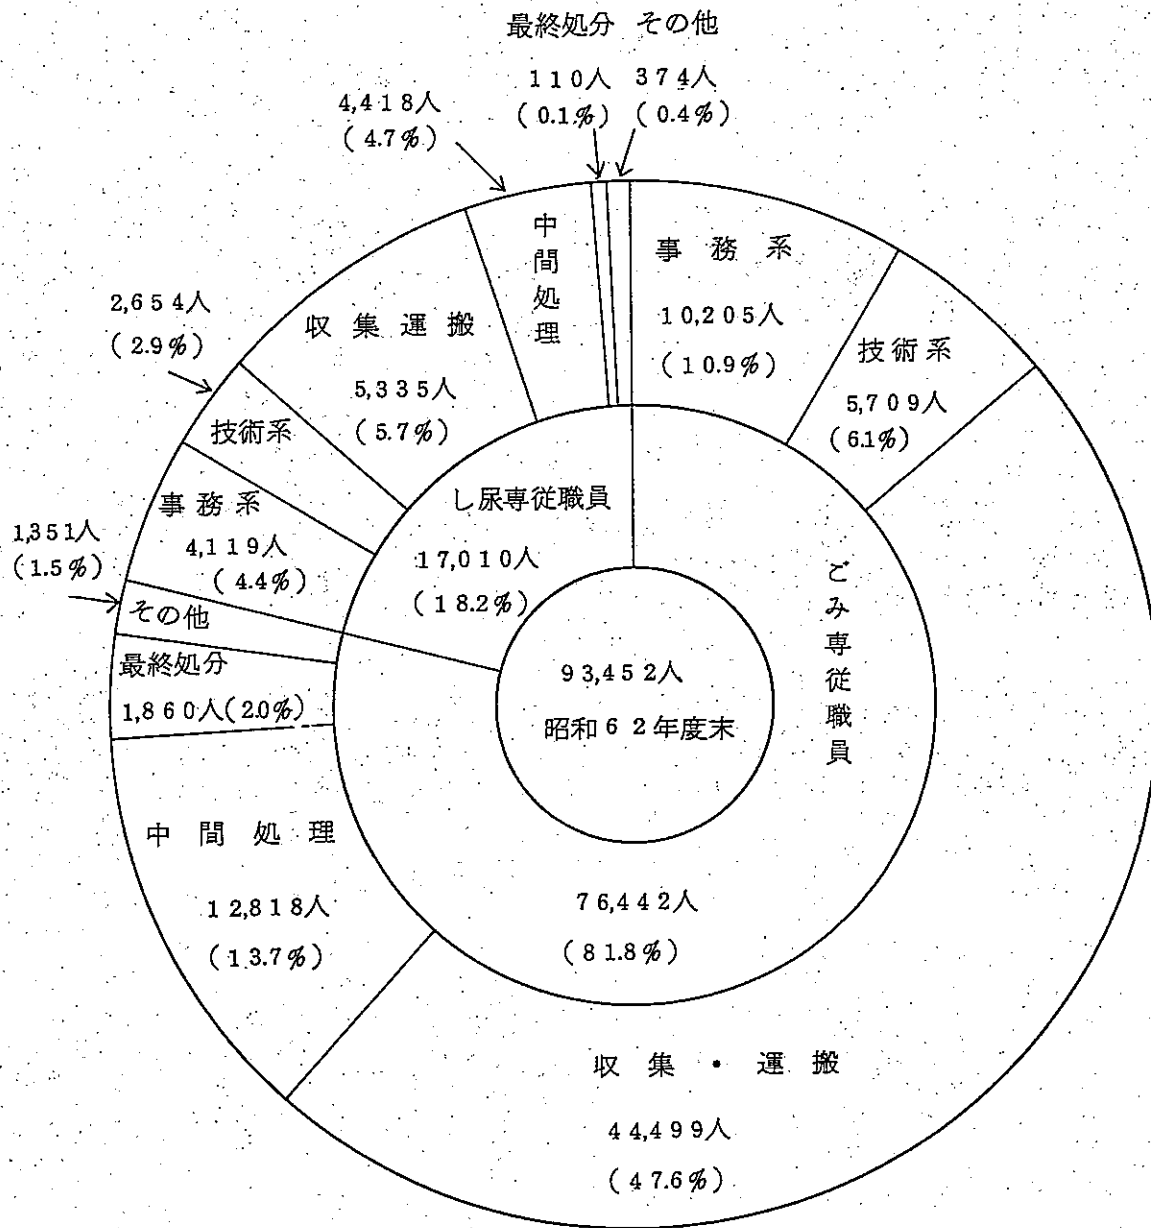 最終処分 その他
110人 374人
(0.1%) (0.4%)
4,418人
(4.7%)
中間処理
事務系
10,205人
(10.9%)
技術系
5,709人
(6.1%)
2,654人
(2.9%)
技術系
収集運搬
5,335人
(5.7%)
し尿専従職員
17,010人
(18.2%)
事務系
4,119人
(4.4%)
1,351人
(1.5%)
その他
最終処分
1,860人(2.0%)
ごみ専従職員
93,452人
昭和62年度末
76,442人
(81.8%)
中間処理
12,818人
(13.7%)
収集・運搬
44,499人
(47.6%)